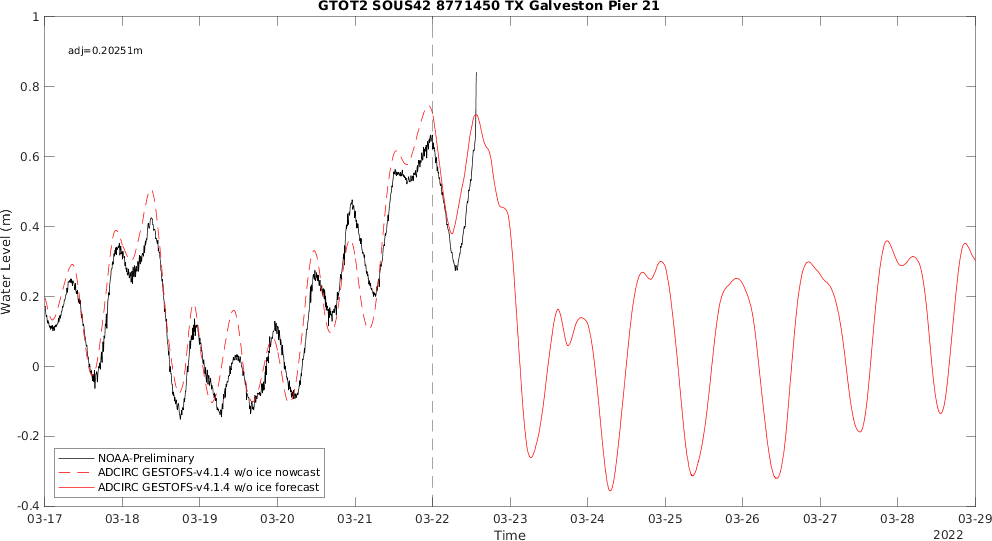 GTOT2 SOUS42 8771450 TX Galveston Pier 21
adj=0.20251m
1
0.8
0.6
0.4
0.2
0
-0.2
-0.4
Water Level (m)
NOAA-Preliminary
ADCIRC GESTOFS-v4.1.4 w/o ice nowcast
ADCIRC GESTOFS-v4.1.4 w/o ice forecast
03-17 03-18 03-19 03-20 03-21 03-22 03-23 03-24 03-25 03-26 03-27 03-28 03-29
Time
2022